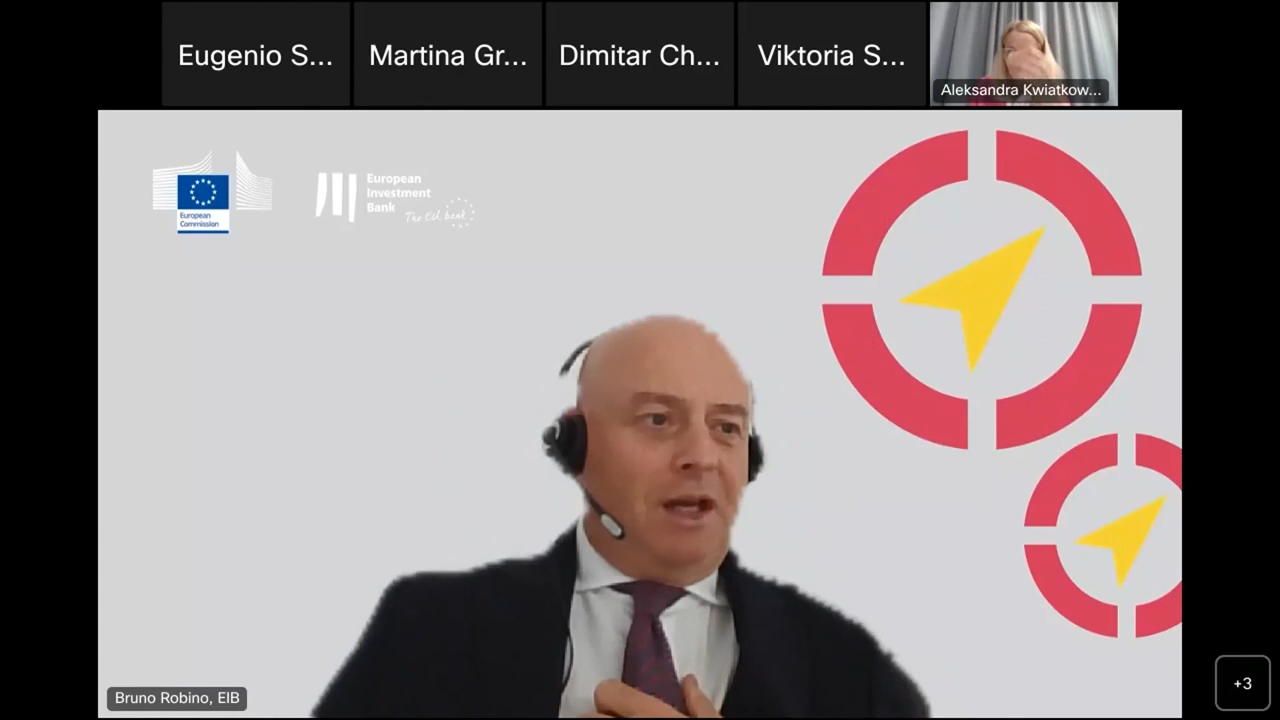 Eugenio S...
Martina Gr...
Dimitar Ch...
Viktoria S...
Aleksandra Kwiatkow...
European
Commission
European
Investment
Bank
The EU bank
Bruno Robino, EIB
+3